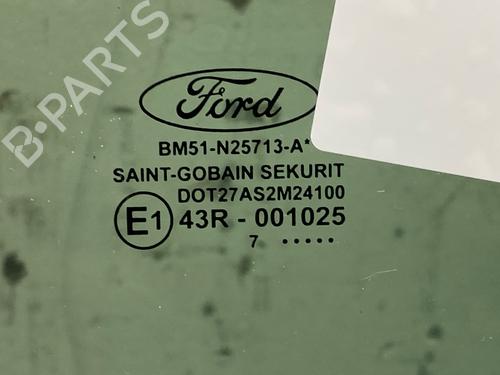 B-PARTS
Ford
BM51-N25713-A*
SAINT-GOBAIN SEKURIT
DOT27AS2M24100
E1 43R - 001025
7 •••••